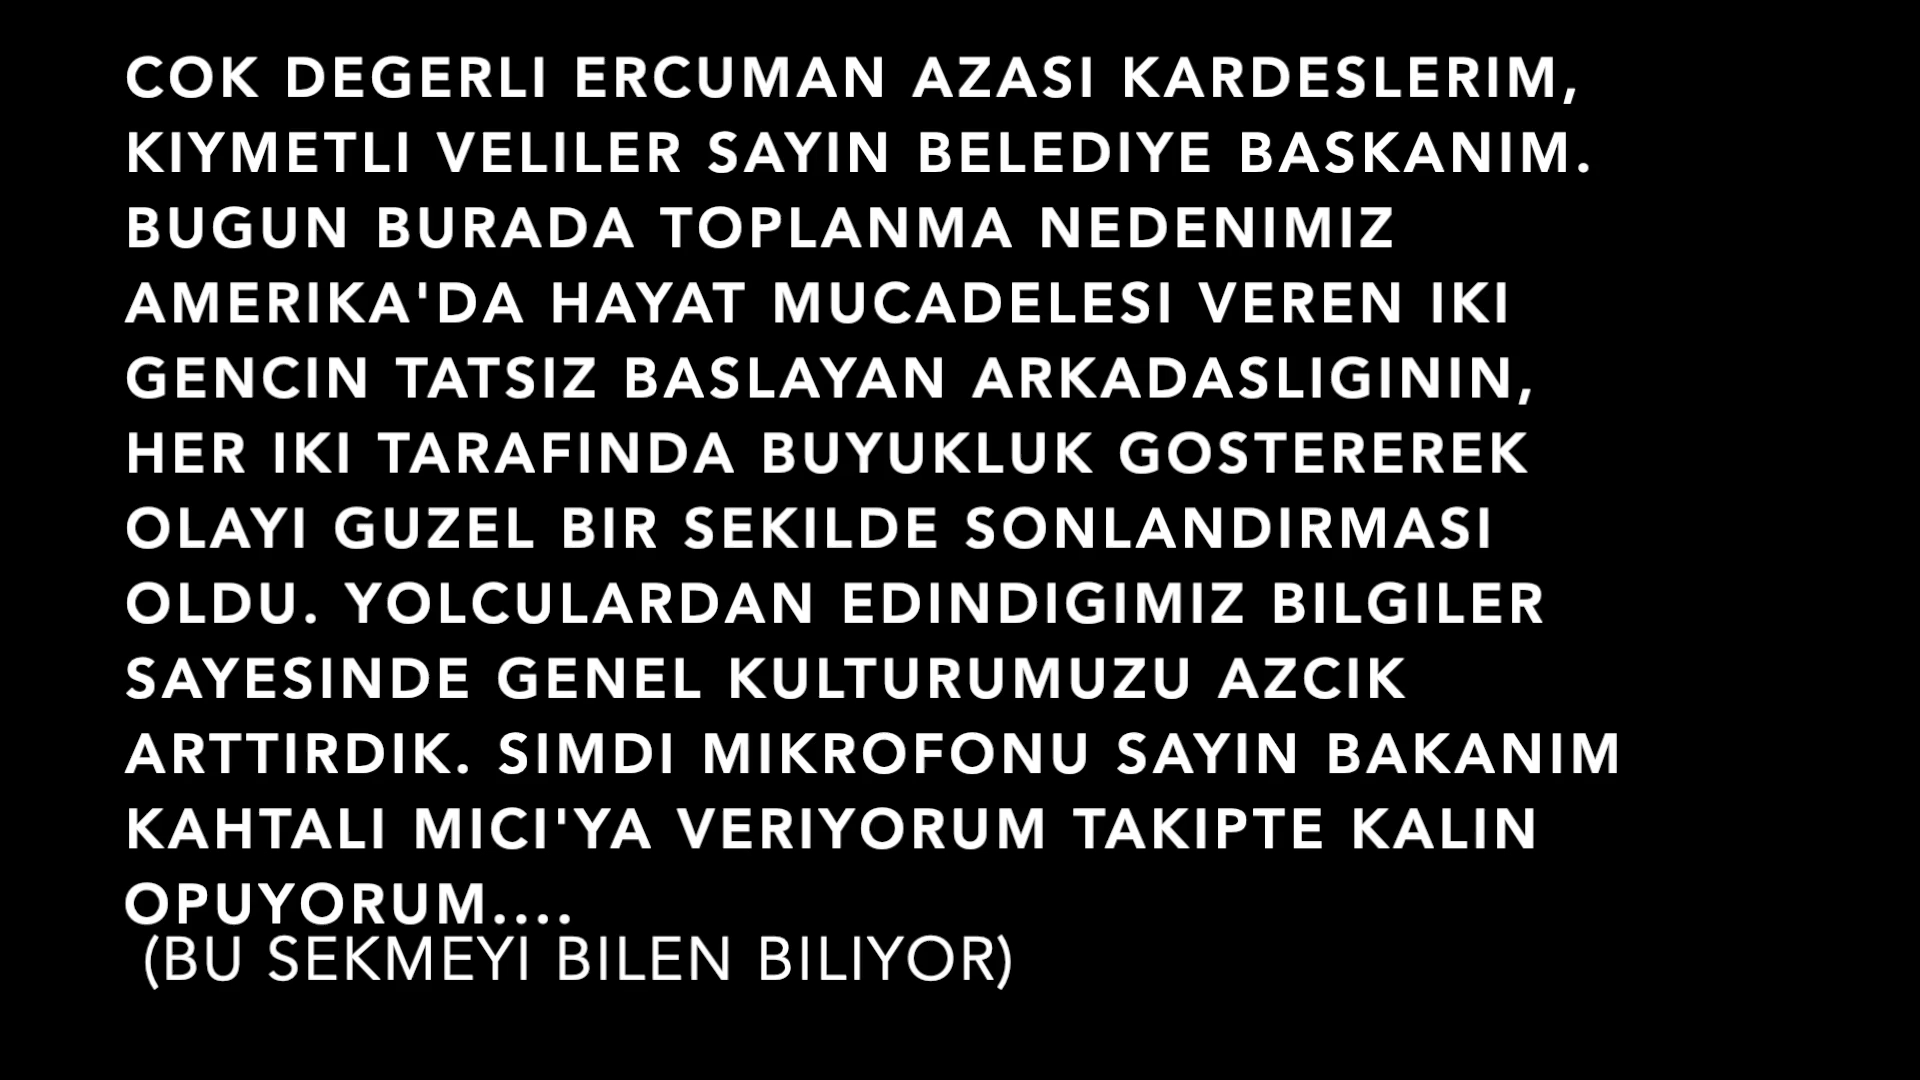 COK DEGERLI ERCUMAN AZASI KARDESLERIM,
KIYMETLI VELILER SAYIN BELEDIYE BASKANIM.
BUGUN BURADA TOPLANMA NEDENIMIZ
AMERIKA'DA HAYAT MUCADELESI VEREN IKI
GENCIN TATSIZ BASLAYAN ARKADASLIGININ,
HER IKI TARAFINDA BUYUKLUK GOSTEREREK
OLAYI GUZEL BIR SEKILDE SONLANDIRMASI
OLDU. YOLCULARDAN EDINDIGIMIZ BILGILER
SAYESINDE GENEL KULTURUMUZU AZCIK
ARTTIRDIK. SIMDI MIKROFONU SAYIN BAKANIM
KAHTALI MICI'YA VERIYORUM TAKIPTE KALIN
OPUYORUM....
(BU SEKMEYI BILEN BILIYOR)